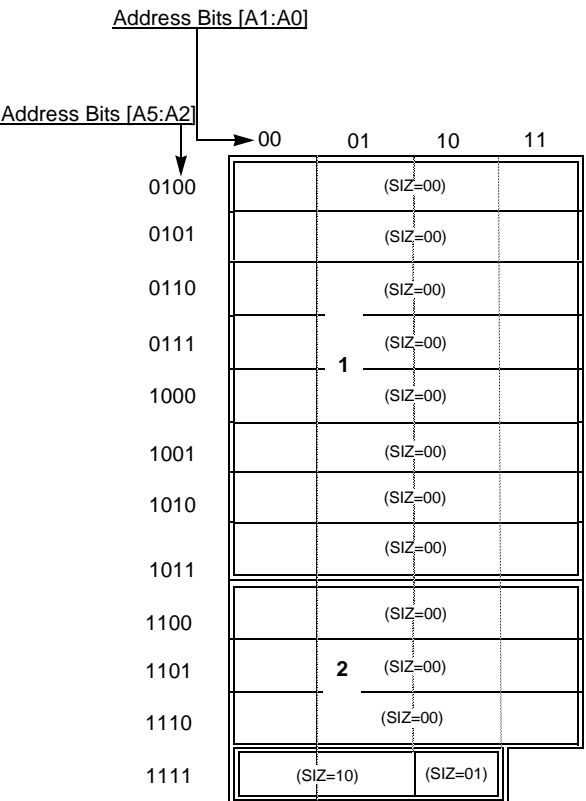 Address Bits [A1:A0]
Address Bits [A5:A2]
00 01 10 11
0100 (SIZ=00)
0101 (SIZ=00)
0110 (SIZ=00)
0111 (SIZ=00)
1
1000 (SIZ=00)
1001 (SIZ=00)
1010 (SIZ=00)
1011 (SIZ=00)
1100 (SIZ=00)
1101 2 (SIZ=00)
1110 (SIZ=00)
1111 (SIZ=10) (SIZ=01)